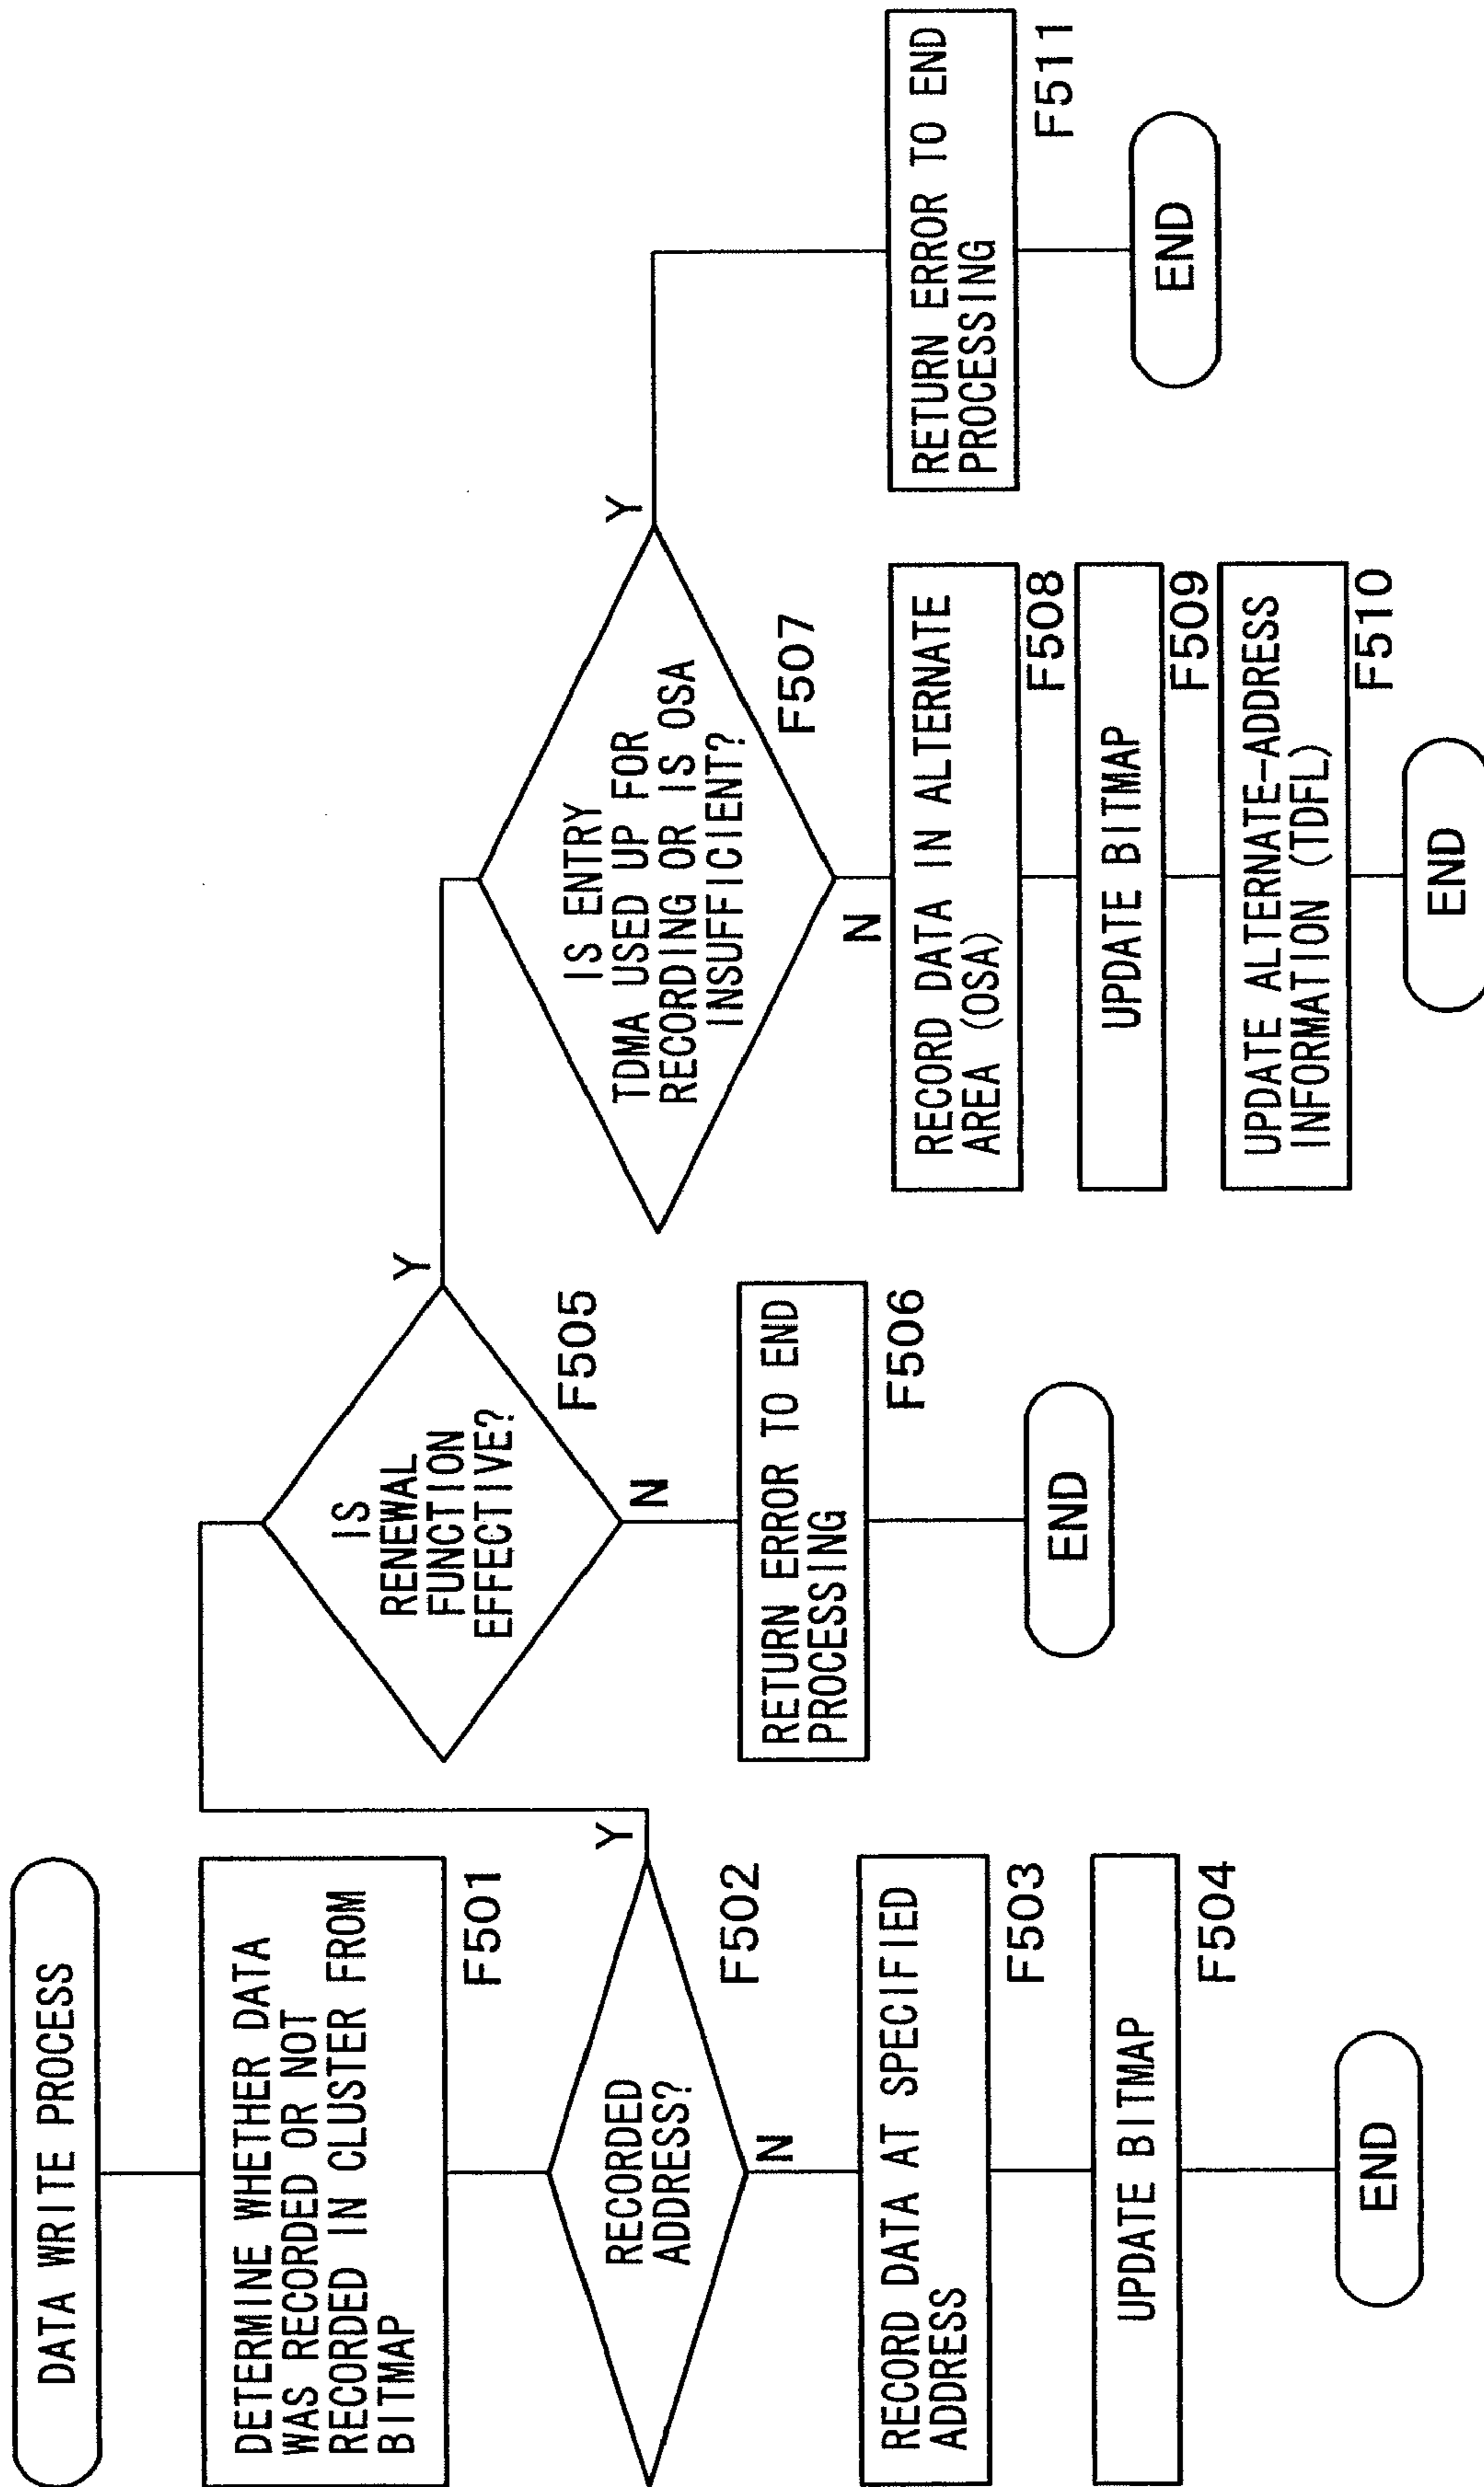 DATA WRITE PROCESS
DETERMINE WHETHER DATA
WAS RECORDED OR NOT
RECORDED IN CLUSTER FROM
BITMAP
F501
RECORDED
ADDRESS?
Y
F502
N
RECORD DATA AT SPECIFIED
ADDRESS
F503
UPDATE BITMAP
F504
END
IS
RENEWAL
FUNCTION
EFFECTIVE?
Y
F505
N
RETURN ERROR TO END
PROCESSING
F506
END
IS ENTRY
TDMA USED UP FOR
RECORDING OR IS OSA
INSUFFICIENT?
Y
F507
N
RECORD DATA IN ALTERNATE
AREA (OSA)
F508
UPDATE BITMAP
F509
UPDATE ALTERNATE-ADDRESS
INFORMATION (TDFL)
F510
END
RETURN ERROR TO END
PROCESSING
F511
END